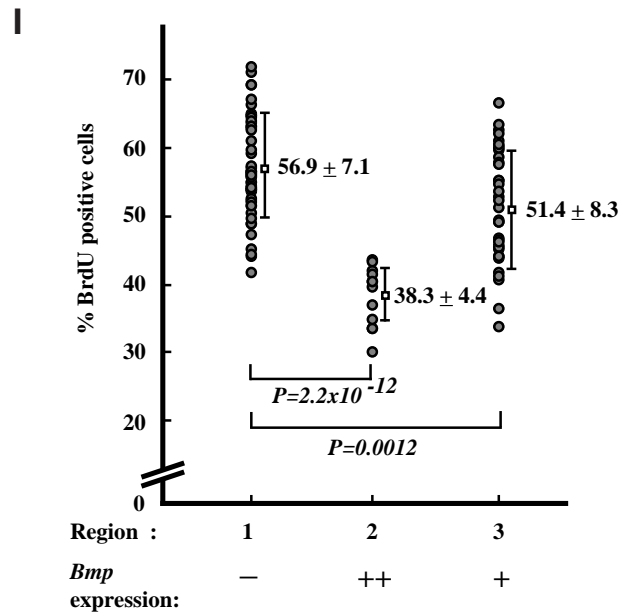 I
% BrdU positive cells
70
60
50
40
30
20
0
56.9 ± 7.1
38.3 ± 4.4
51.4 ± 8.3
P=2.2x10 -12
P=0.0012
Region : 1 2 3
Bmp
expression: − ++ +